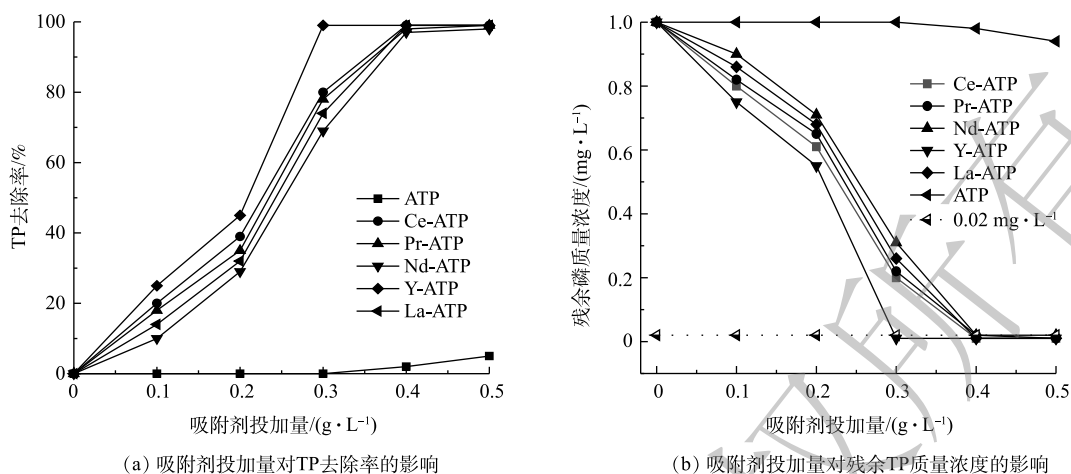 100
80
60
40
20
0
TP去除率/%
ATP
Ce-ATP
Pr-ATP
Nd-ATP
Y-ATP
La-ATP
0 0.1 0.2 0.3 0.4 0.5
吸附剂投加量/(g·L⁻¹)
(a) 吸附剂投加量对TP去除率的影响
1.0
0.8
0.6
0.4
0.2
0
残余磷质量浓度/(mg·L⁻¹)
Ce-ATP
Pr-ATP
Nd-ATP
Y-ATP
La-ATP
ATP
0.02 mg·L⁻¹
0 0.1 0.2 0.3 0.4 0.5
吸附剂投加量/(g·L⁻¹)
(b) 吸附剂投加量对残余TP质量浓度的影响